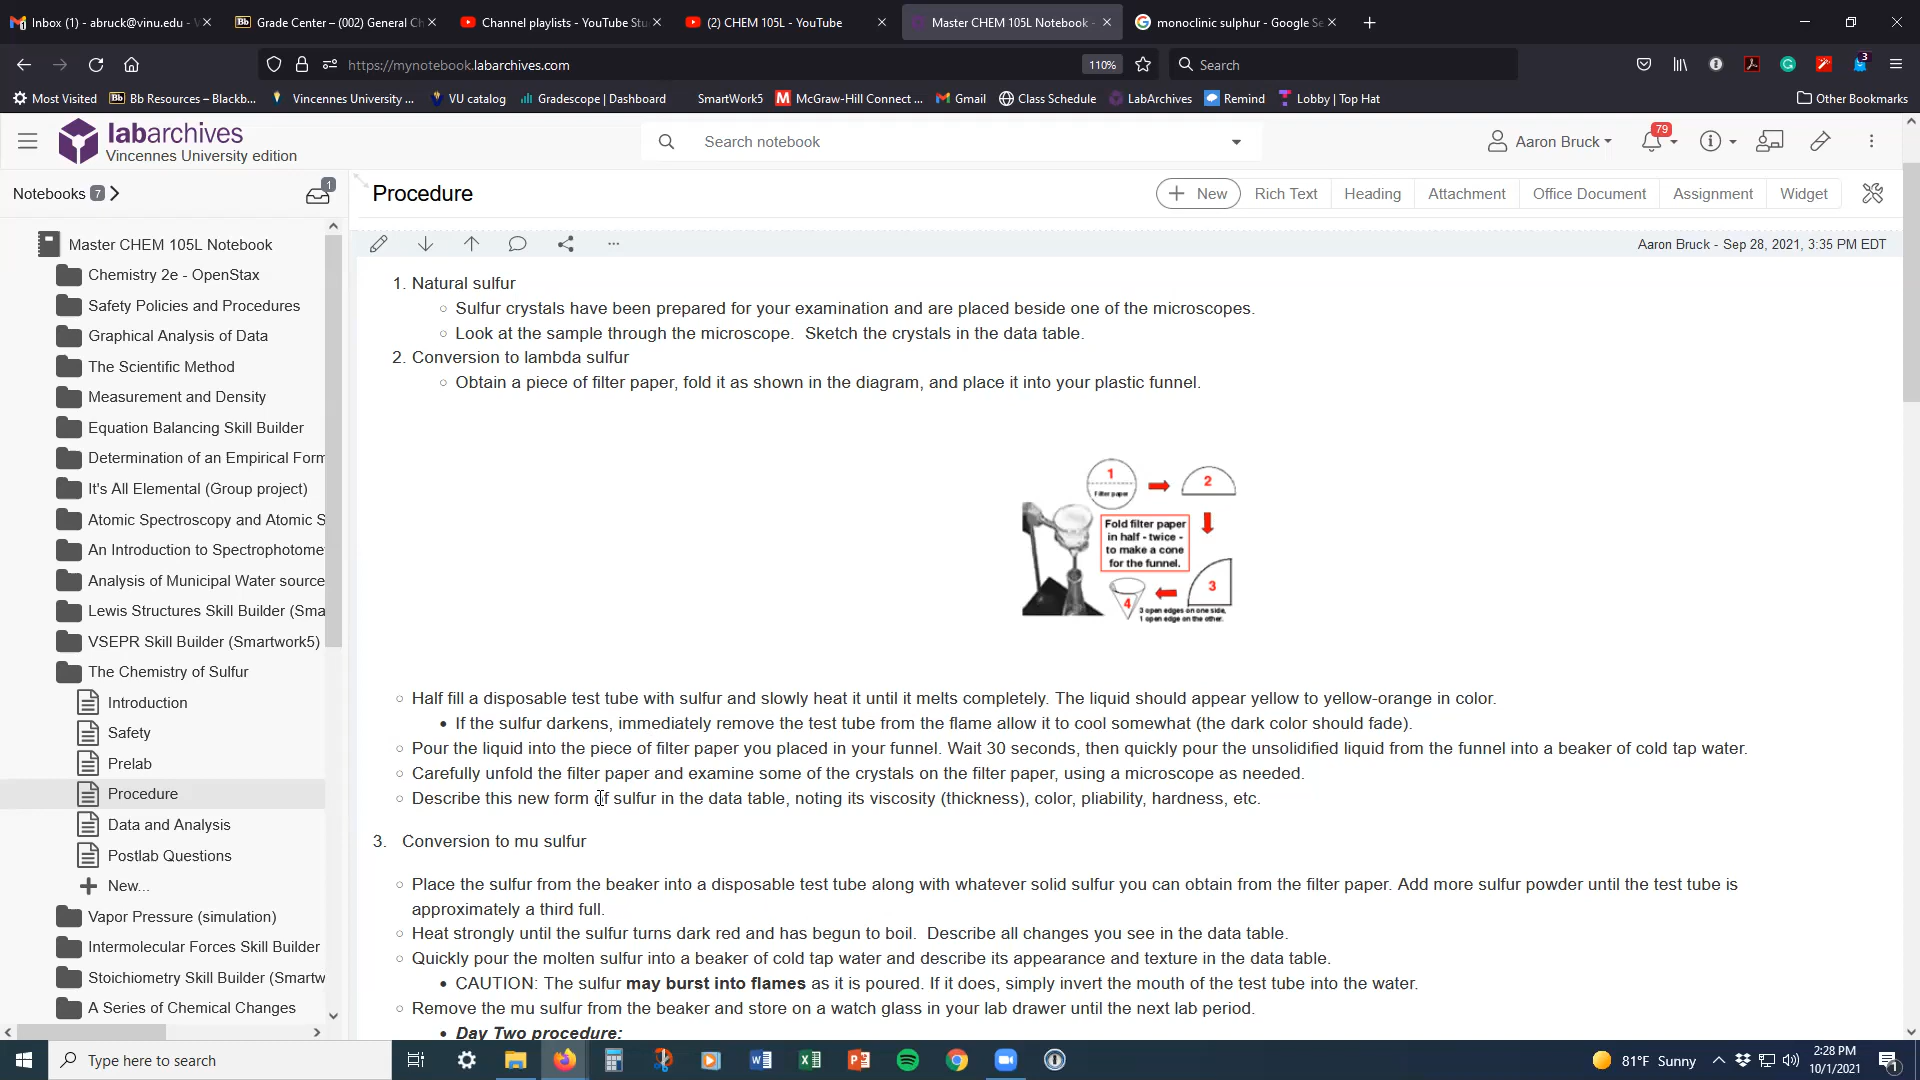 Inbox (1) - abruck@vinu.edu -
Grade Center – (002) General Ch
Channel playlists - YouTube Stu
(2) CHEM 105L - YouTube
Master CHEM 105L Notebook -
monoclinic sulphur - Google Se
https://mynotebook.labarchives.com
110%
Search
3
Most Visited
Bb Resources – Blackb...
Vincennes University ...
VU catalog
Gradescope | Dashboard
SmartWork5
McGraw-Hill Connect ...
Gmail
Class Schedule
LabArchives
Remind
Lobby | Top Hat
Other Bookmarks
labarchives
Vincennes University edition
Search notebook
Aaron Bruck
79
Notebooks 7
1
Procedure
New
Rich Text
Heading
Attachment
Office Document
Assignment
Widget
Master CHEM 105L Notebook
Chemistry 2e - OpenStax
Safety Policies and Procedures
Graphical Analysis of Data
The Scientific Method
Measurement and Density
Equation Balancing Skill Builder
Determination of an Empirical Form
It's All Elemental (Group project)
Atomic Spectroscopy and Atomic S
An Introduction to Spectrophotome
Analysis of Municipal Water source
Lewis Structures Skill Builder (Sma
VSEPR Skill Builder (Smartwork5)
The Chemistry of Sulfur
Introduction
Safety
Prelab
Procedure
Data and Analysis
Postlab Questions
New...
Vapor Pressure (simulation)
Intermolecular Forces Skill Builder
Stoichiometry Skill Builder (Smartw
A Series of Chemical Changes
Aaron Bruck - Sep 28, 2021, 3:35 PM EDT
1. Natural sulfur
Sulfur crystals have been prepared for your examination and are placed beside one of the microscopes.
Look at the sample through the microscope. Sketch the crystals in the data table.
2. Conversion to lambda sulfur
Obtain a piece of filter paper, fold it as shown in the diagram, and place it into your plastic funnel.
1
Filter paper
2
Fold filter paper
in half - twice -
to make a cone
for the funnel.
3
4
3 open edges on one side,
1 open edge on the other.
Half fill a disposable test tube with sulfur and slowly heat it until it melts completely. The liquid should appear yellow to yellow-orange in color.
If the sulfur darkens, immediately remove the test tube from the flame allow it to cool somewhat (the dark color should fade).
Pour the liquid into the piece of filter paper you placed in your funnel. Wait 30 seconds, then quickly pour the unsolidified liquid from the funnel into a beaker of cold tap water.
Carefully unfold the filter paper and examine some of the crystals on the filter paper, using a microscope as needed.
Describe this new form of sulfur in the data table, noting its viscosity (thickness), color, pliability, hardness, etc.
3. Conversion to mu sulfur
Place the sulfur from the beaker into a disposable test tube along with whatever solid sulfur you can obtain from the filter paper. Add more sulfur powder until the test tube is
approximately a third full.
Heat strongly until the sulfur turns dark red and has begun to boil. Describe all changes you see in the data table.
Quickly pour the molten sulfur into a beaker of cold tap water and describe its appearance and texture in the data table.
CAUTION: The sulfur may burst into flames as it is poured. If it does, simply invert the mouth of the test tube into the water.
Remove the mu sulfur from the beaker and store on a watch glass in your lab drawer until the next lab period.
Day Two procedure:
Type here to search
81°F Sunny
2:28 PM
10/1/2021
1